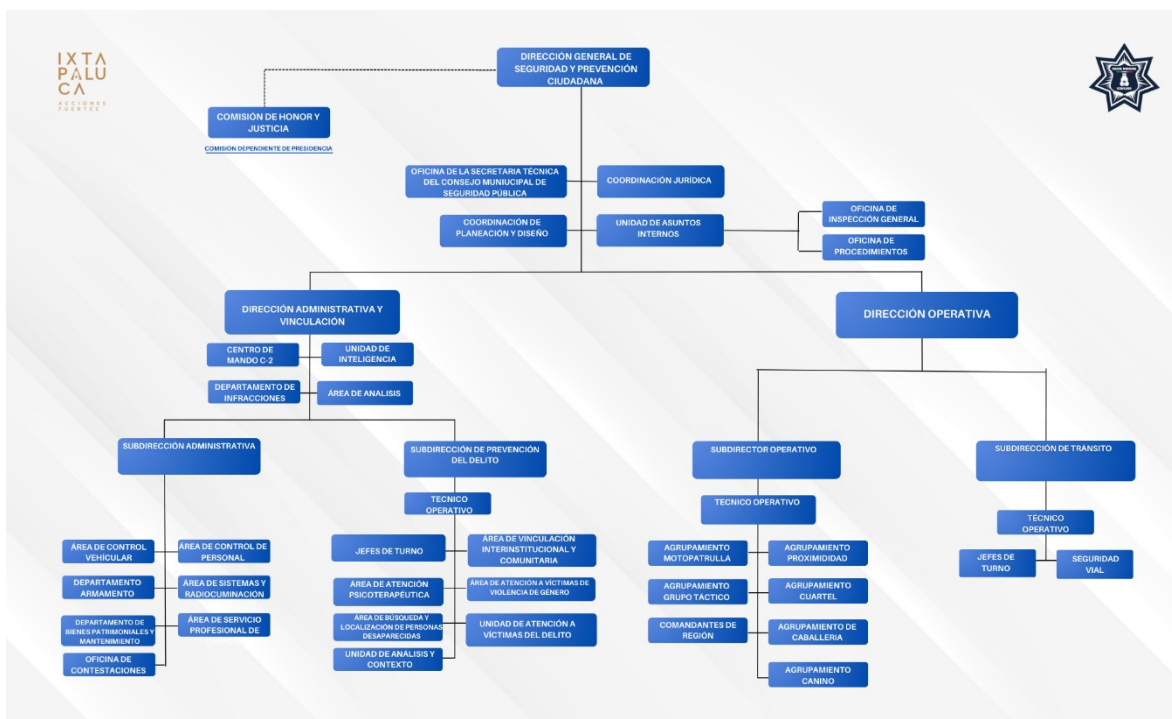 IXTA
PALU
CA
ACCIONES
FUERTES
DIRECCIÓN GENERAL DE
SEGURIDAD Y PREVENCIÓN
CIUDADANA
COMISIÓN DE HONOR Y
JUSTICIA
COMISIÓN DEPENDIENTE DE PRESIDENCIA
OFICINA DE LA SECRETARIA TÉCNICA
DEL CONSEJO MUNIUCIPAL DE
SEGURIDAD PÚBLICA
COORDINACIÓN JURÍDICA
COORDINACIÓN DE
PLANEACIÓN Y DISEÑO
UNIDAD DE ASUNTOS
INTERNOS
OFICINA DE
INSPECCIÓN GENERAL
OFICINA DE
PROCEDIMIENTOS
DIRECCIÓN ADMINISTRATIVA Y
VINCULACIÓN
DIRECCIÓN OPERATIVA
CENTRO DE
MANDO C-2
UNIDAD DE
INTELIGENCIA
DEPARTAMENTO DE
INFRACCIONES
ÁREA DE ANALISIS
SUBDIRECCIÓN ADMINISTRATIVA
SUBDIRECCIÓN DE PREVENCIÓN
DEL DELITO
SUBDIRECTOR OPERATIVO
SUBDIRECCIÓN DE TRÁNSITO
ÁREA DE CONTROL
VEHÍCULAR
ÁREA DE CONTROL DE
PERSONAL
DEPARTAMENTO
ARMAMENTO
ÁREA DE SISTEMAS Y
RADIOCUMINACIÓN
DEPARTAMENTO DE
BIENES PATRIMONIALES Y
MANTENIMIENTO
ÁREA DE SERVICIO
PROFESIONAL DE
OFICINA DE
CONTESTACIONES
TECNICO
OPERATIVO
JEFES DE TURNO
ÁREA DE VINCULACIÓN
INTERINSTITUCIONAL Y
COMUNITARIA
ÁREA DE ATENCIÓN
PSICOTERAPÉUTICA
ÁREA DE ATENCIÓN A VÍCTIMAS DE
VIOLENCIA DE GÉNERO
ÁREA DE BÚSQUEDA Y
LOCALIZACIÓN DE PERSONAS
DESAPARECIDAS
UNIDAD DE ATENCIÓN A
VÍCTIMAS DEL DELITO
UNIDAD DE ANÁLISIS Y
CONTEXTO
TECNICO OPERATIVO
AGRUPAMIENTO
MOTOPATRULLA
AGRUPAMIENTO
PROXIMIDIDAD
AGRUPAMIENTO
GRUPO TÁCTICO
AGRUPAMIENTO
CUARTEL
COMANDANTES DE
REGIÓN
AGRUPAMIENTO DE
CABALLERIA
AGRUPAMIENTO
CANINO
TÉCNICO
OPERATIVO
JEFES DE
TURNO
SEGURIDAD
VIAL